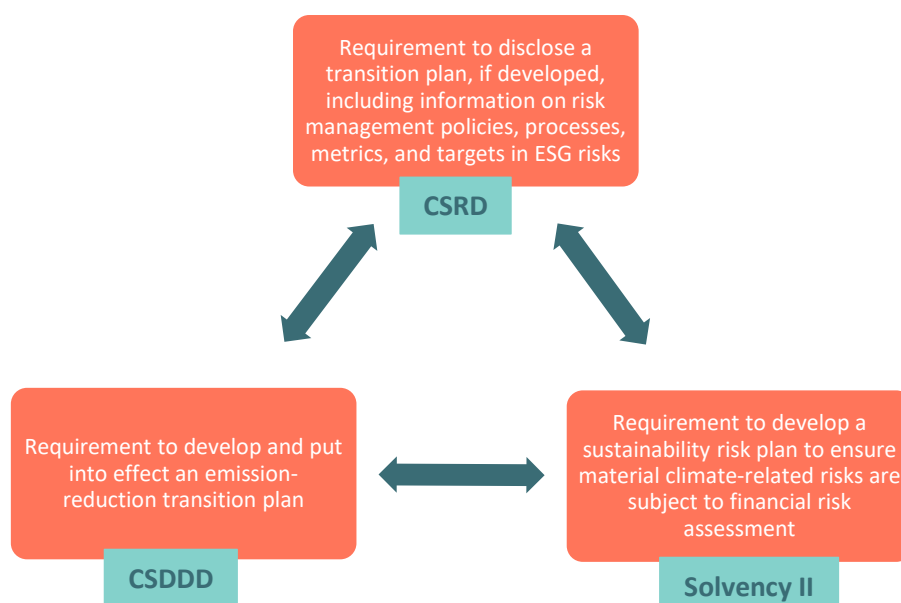 Requirement to disclose a
transition plan, if developed,
including information on risk
management policies, processes,
metrics, and targets in ESG risks
CSRD
Requirement to develop and put
into effect an emission-
reduction transition plan
CSDDD
Requirement to develop a
sustainability risk plan to ensure
material climate-related risks are
subject to financial risk
assessment
Solvency II